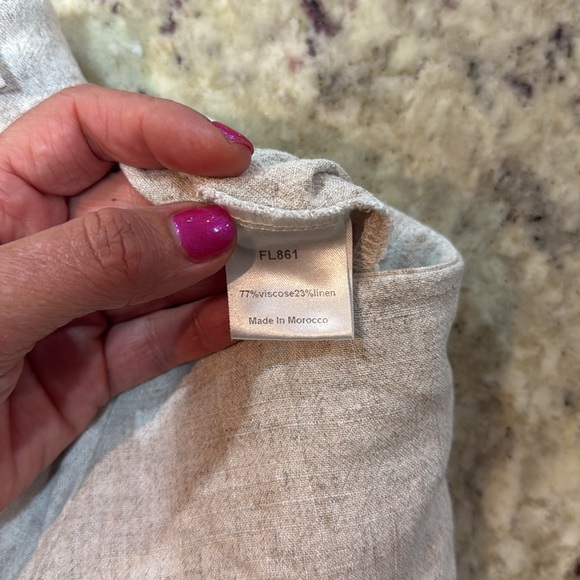 FL861
77%viscose23%linen
Made In Morocco